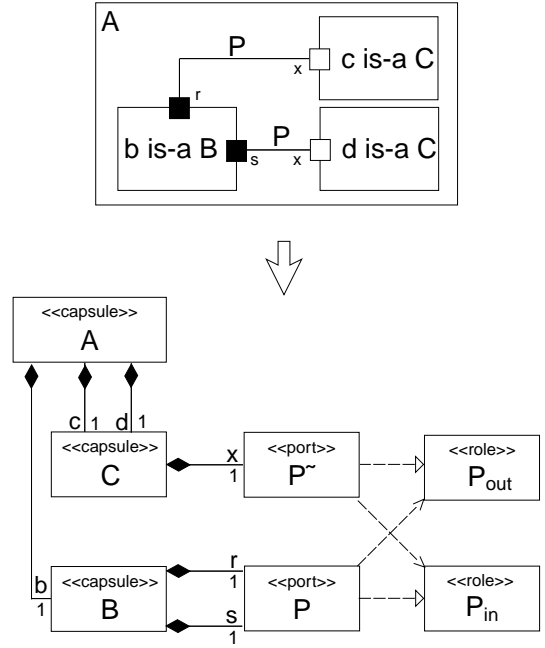 A
P
x
c is-a C
r
b is-a B
P
s
x
d is-a C
<<capsule>>
A
c 1 d 1
<<capsule>>
C
x
1
<<port>>
P~
<<role>>
Pout
b
1
<<capsule>>
B
r
1
s
1
<<port>>
P
<<role>>
Pin